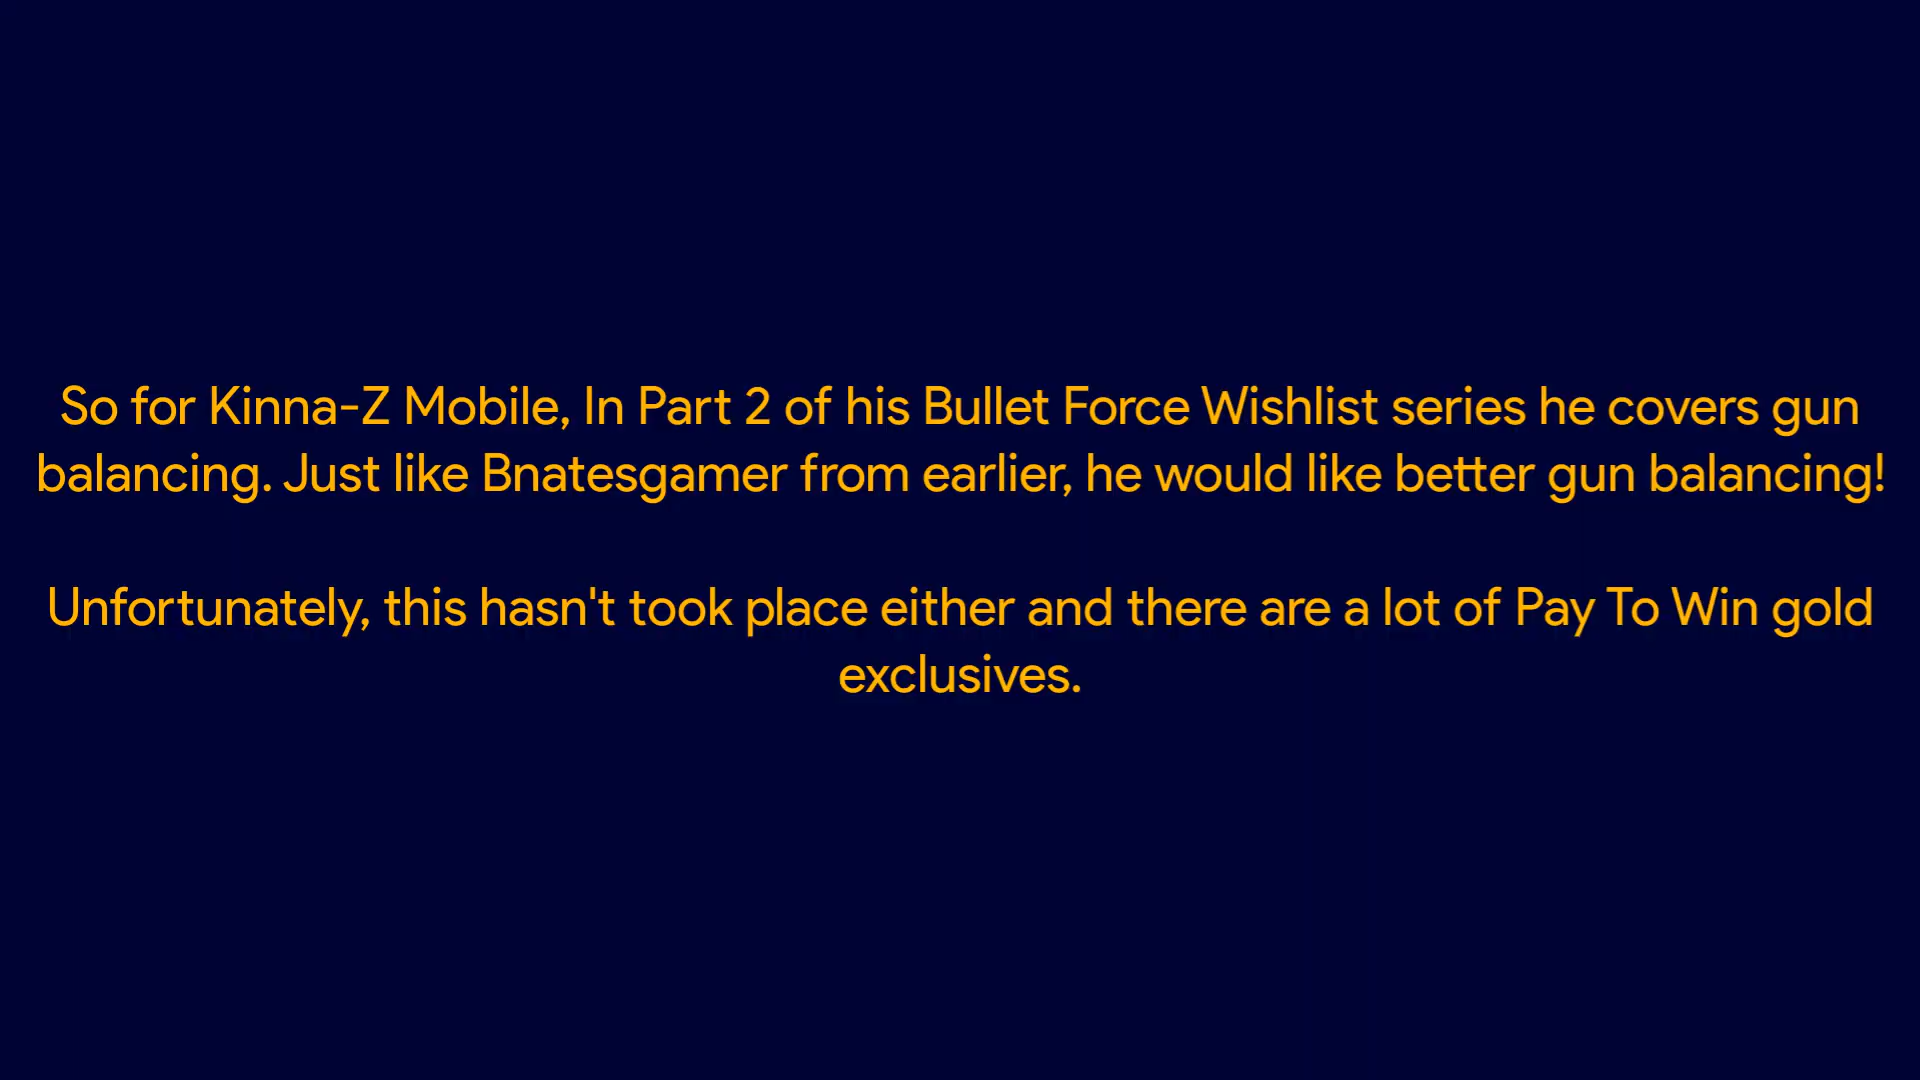 So for Kinna-Z Mobile, In Part 2 of his Bullet Force Wishlist series he covers gun
balancing. Just like Bnatesgamer from earlier, he would like better gun balancing!
Unfortunately, this hasn't took place either and there are a lot of Pay To Win gold
exclusives.